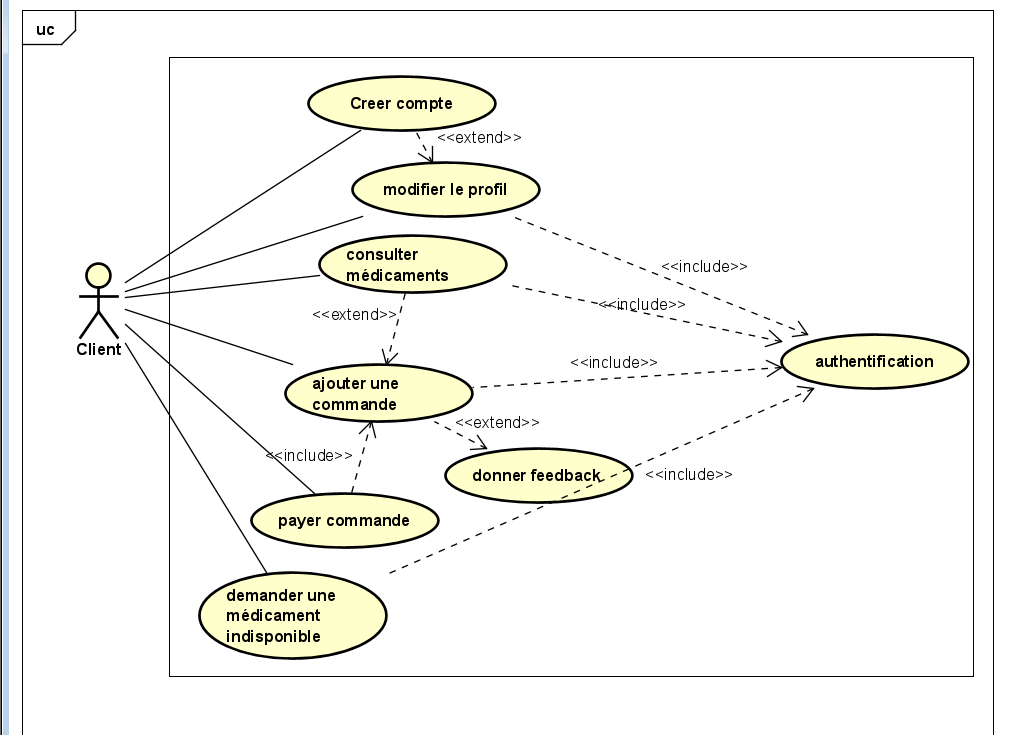 uc
Creer compte
<<extend>>
modifier le profil
consulter
médicaments
<<include>>
<<include>>
<<extend>>
Client
authentification
<<include>>
ajouter une
commande
<<extend>>
<<include>>
donner feedback
<<include>>
payer commande
demander une
médicament
indisponible